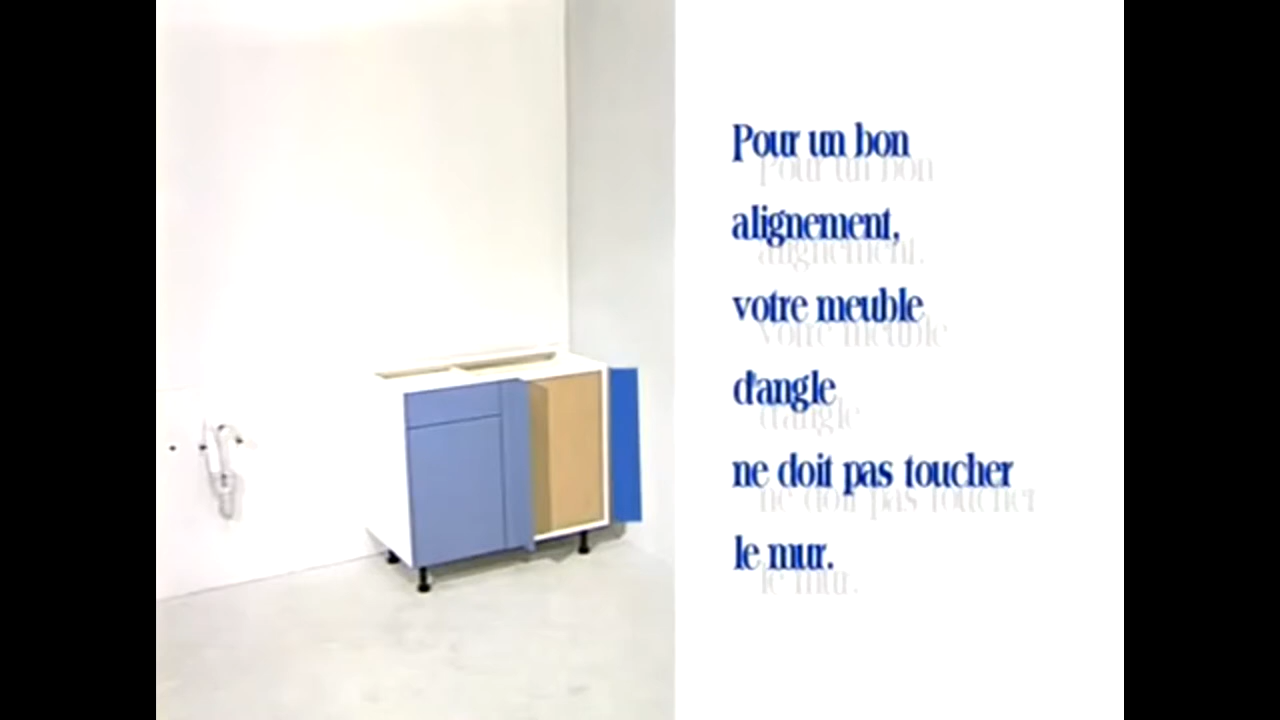 Pour un bon
alignement,
votre meuble
d'angle
ne doit pas toucher
le mur.